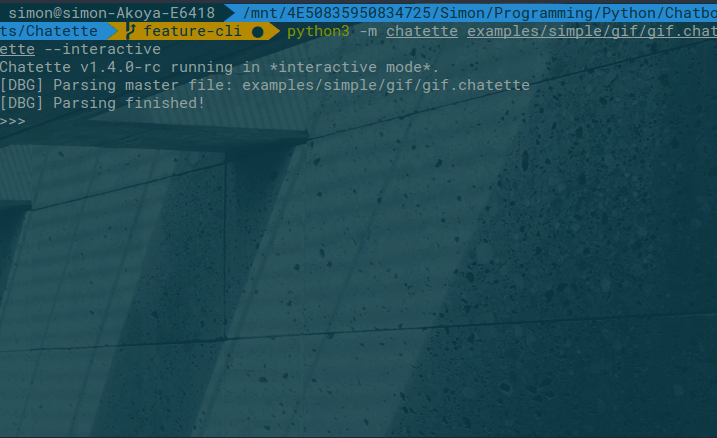 simon@simon-Akoya-E6418 /mnt/4E50835950834725/Simon/Programming/Python/Chatbo
ts/Chatette feature-cli ● python3 -m chatette examples/simple/gif/gif.chat
ette --interactive
Chatette v1.4.0-rc running in *interactive mode*.
[DBG] Parsing master file: examples/simple/gif/gif.chatette
[DBG] Parsing finished!
>>>